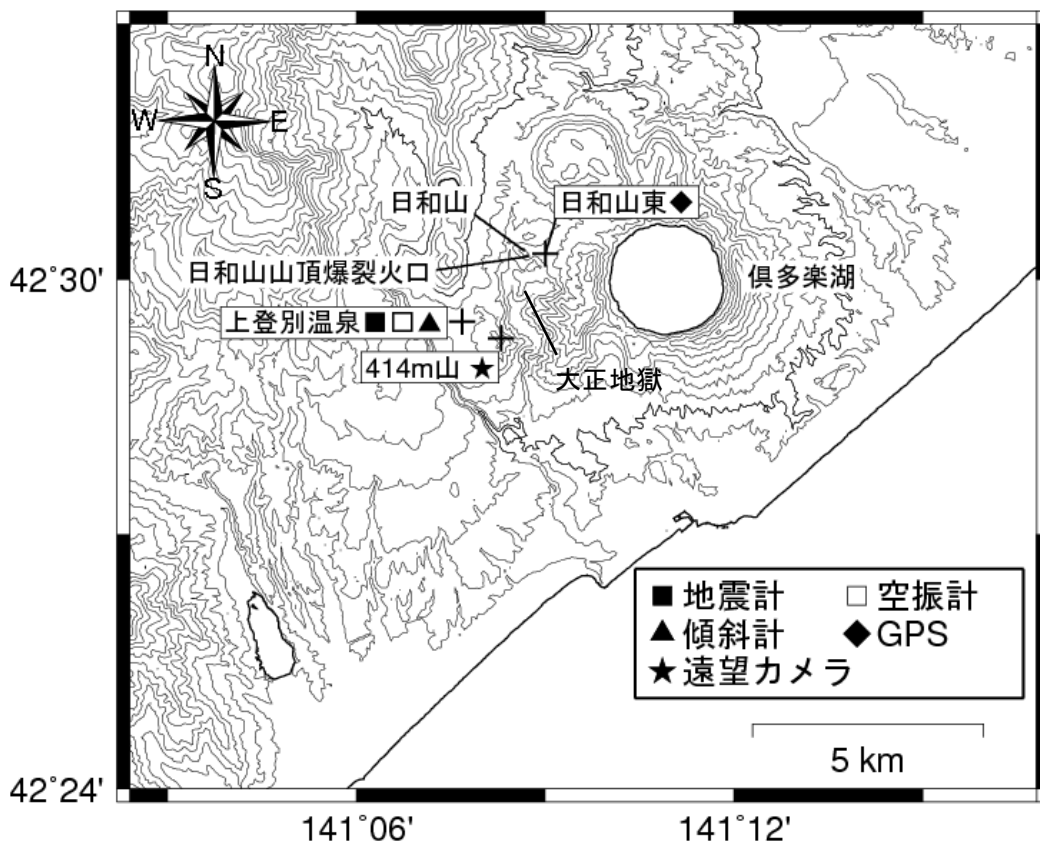 N
W E
S
日和山
日和山東◆
日和山山頂爆裂火口
42°30'
倶多楽湖
上登別温泉■□▲
414m山 ★
大正地獄
■地震計 □空振計
▲傾斜計 ◆GPS
★遠望カメラ
5 km
42°24'
141°06' 141°12'